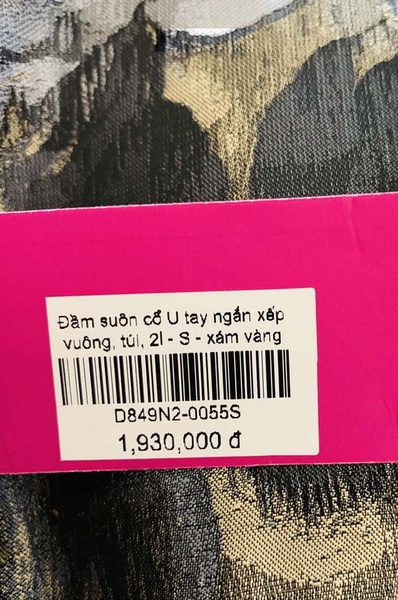 Đầm suôn cổ U tay ngắn xếp
vuông, túi, 2l - S - xám vàng
D849N2-0055S
1,930,000 đ